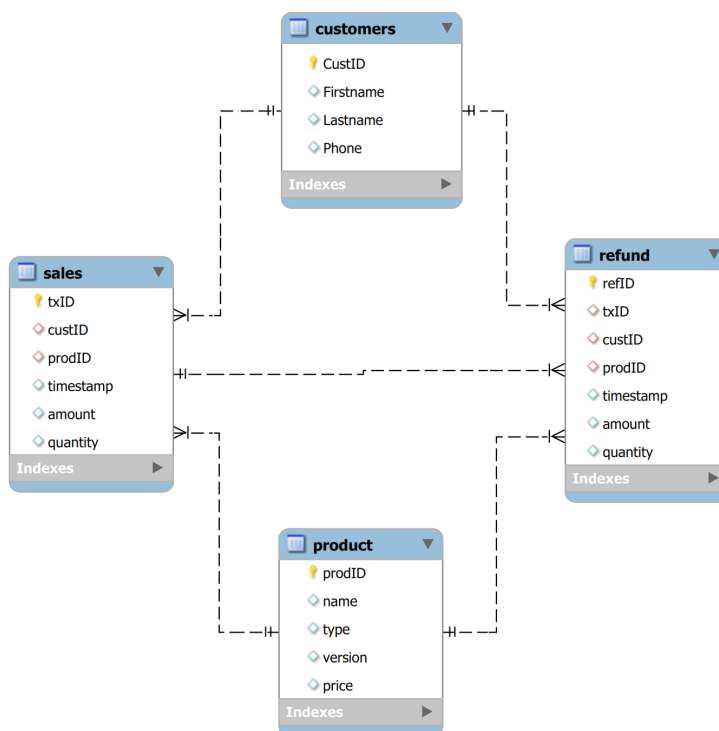 customers
CustID
Firstname
Lastname
Phone
Indexes
sales
txID
custID
prodID
timestamp
amount
quantity
Indexes
refund
refID
txID
custID
prodID
timestamp
amount
quantity
Indexes
product
prodID
name
type
version
price
Indexes